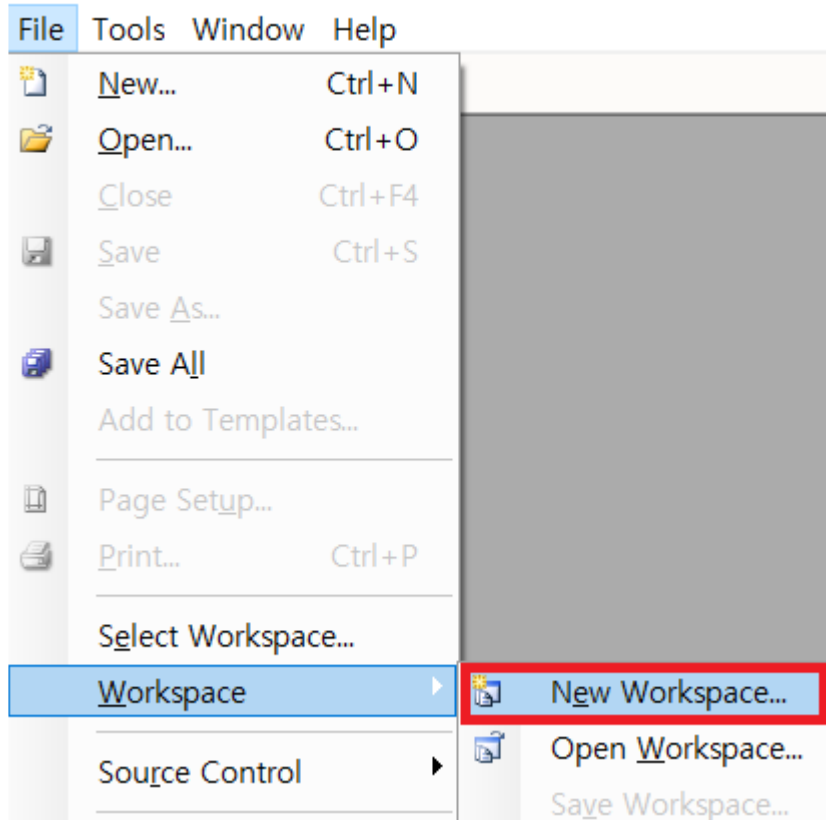 File Tools Window Help
New... Ctrl+N
Open... Ctrl+O
Close Ctrl+F4
Save Ctrl+S
Save As...
Save All
Add to Templates...
Page Setup...
Print... Ctrl+P
Select Workspace...
Workspace
New Workspace...
Open Workspace...
Source Control
Save Workspace...